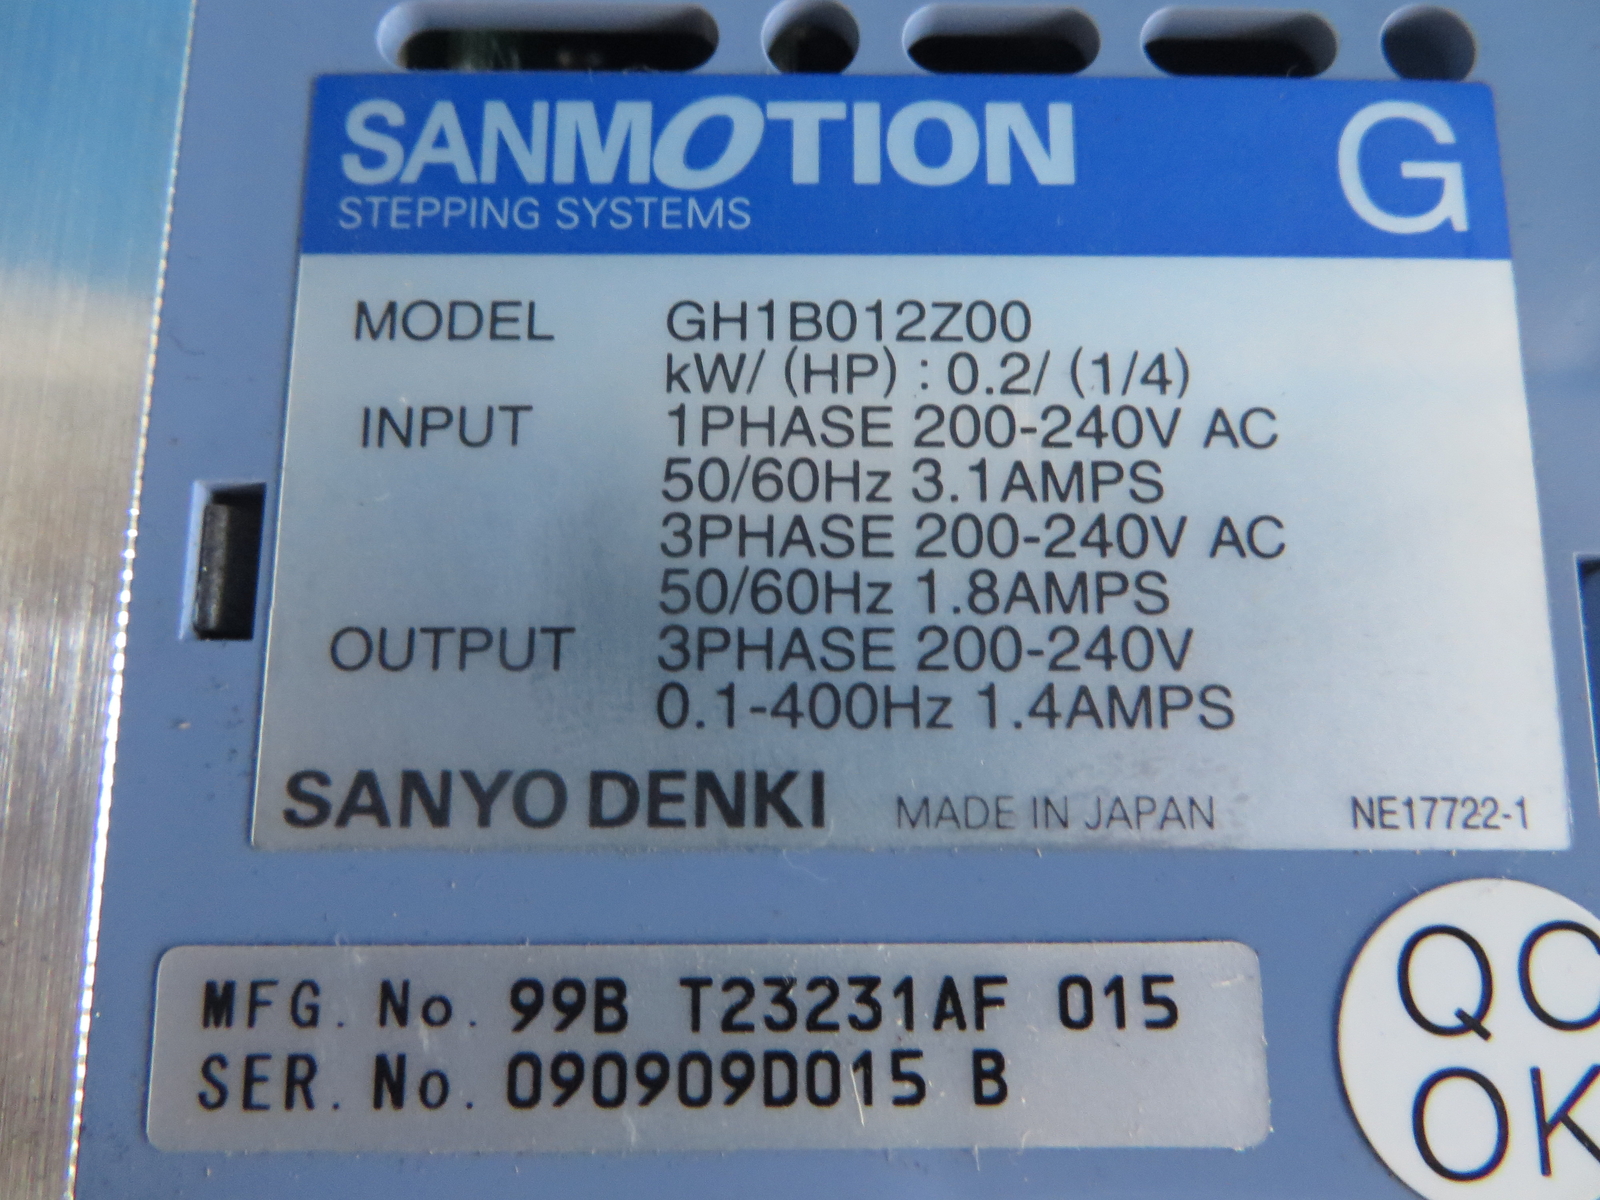 SANMOTION G
STEPPING SYSTEMS
MODEL GH1B012Z00
kW/ (HP) : 0.2/ (1/4)
INPUT 1PHASE 200-240V AC
50/60Hz 3.1AMPS
3PHASE 200-240V AC
50/60Hz 1.8AMPS
OUTPUT 3PHASE 200-240V
0.1-400Hz 1.4AMPS
SANYO DENKI MADE IN JAPAN NE17722-1
MFG. No. 99B T23231AF 015
SER. No. 090909D015 B
OK